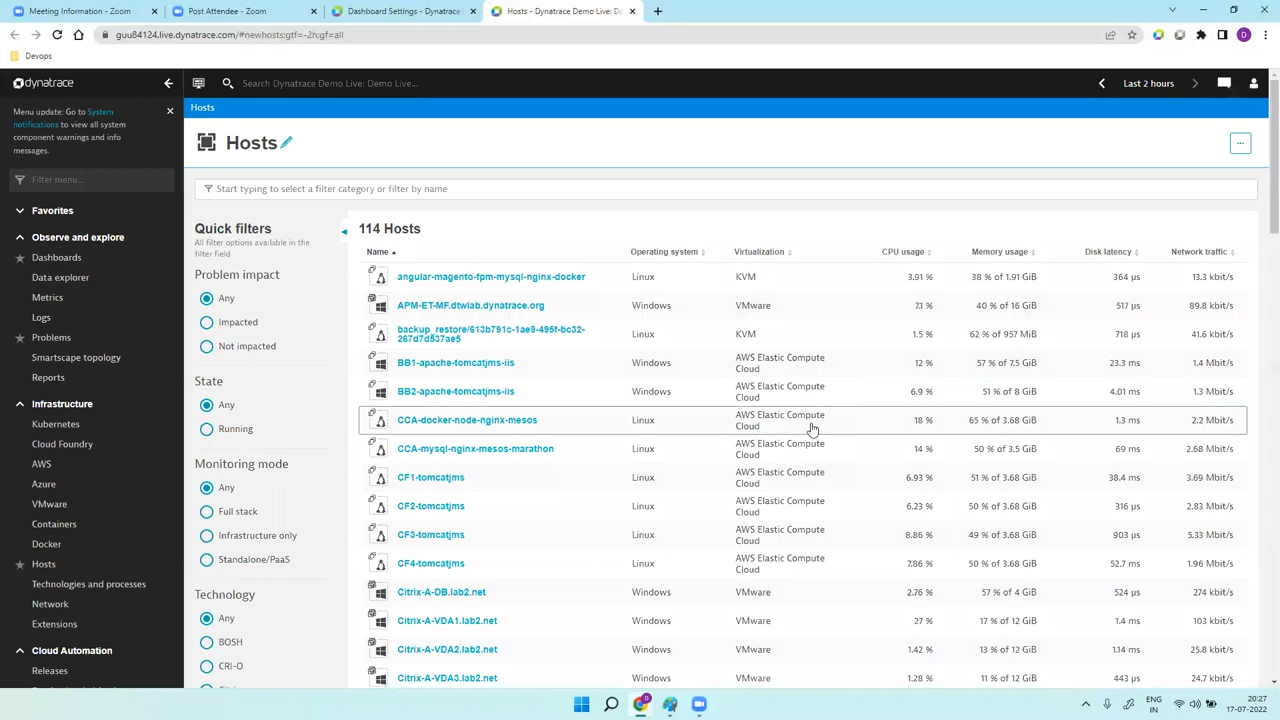 Meeting Information - Zoom
Post Attendee - Zoom
Dashboard Settings - Dynatrace
Hosts - Dynatrace Demo Live: De
guu84124.live.dynatrace.com/#newhosts;gtf=-2h;gf=all
D
Devops
dynatrace
Search Dynatrace Demo Live: Demo Live...
Last 2 hours
Menu update: Go to System
notifications to view all system
component warnings and info
messages.
Hosts
Hosts
...
Filter menu...
Start typing to select a filter category or filter by name
Favorites
Observe and explore
Dashboards
Data explorer
Metrics
Logs
Problems
Smartscape topology
Reports
Infrastructure
Kubernetes
Cloud Foundry
AWS
Azure
VMware
Containers
Docker
Hosts
Technologies and processes
Network
Extensions
Cloud Automation
Releases
Quick filters
All filter options available in the
filter field
Problem impact
Any
Impacted
Not impacted
State
Any
Running
Monitoring mode
Any
Full stack
Infrastructure only
Standalone/PaaS
Technology
Any
BOSH
CRI-O
114 Hosts
Name Operating system Virtualization CPU usage Memory usage Disk latency Network traffic
angular-magento-fpm-mysql-nginx-docker Linux KVM 3.91 % 38 % of 1.91 GiB 364 µs 13.3 kbit/s
APM-ET-MF.dtwlab.dynatrace.org Windows VMware 7.1 % 40 % of 16 GiB 517 µs 89.8 kbit/s
backup_restore/613b791c-1ae9-495f-bc32-
267d7d537ae5 Linux KVM 1.5 % 62 % of 957 MiB 718 µs 41.6 kbit/s
BB1-apache-tomcatjms-iis Windows AWS Elastic Compute
Cloud 12 % 57 % of 7.5 GiB 23.3 ms 1.4 Mbit/s
BB2-apache-tomcatjms-iis Windows AWS Elastic Compute
Cloud 6.9 % 51 % of 8 GiB 4.01 ms 1.3 Mbit/s
CCA-docker-node-nginx-mesos Linux AWS Elastic Compute
Cloud 18 % 65 % of 3.68 GiB 1.3 ms 2.2 Mbit/s
CCA-mysql-nginx-mesos-marathon Linux AWS Elastic Compute
Cloud 14 % 50 % of 3.5 GiB 69 ms 2.68 Mbit/s
CF1-tomcatjms Linux AWS Elastic Compute
Cloud 6.93 % 51 % of 3.68 GiB 38.4 ms 3.69 Mbit/s
CF2-tomcatjms Linux AWS Elastic Compute
Cloud 6.23 % 50 % of 3.68 GiB 316 µs 2.83 Mbit/s
CF3-tomcatjms Linux AWS Elastic Compute
Cloud 8.86 % 49 % of 3.68 GiB 903 µs 5.33 Mbit/s
CF4-tomcatjms Linux AWS Elastic Compute
Cloud 7.86 % 50 % of 3.68 GiB 52.7 ms 1.96 Mbit/s
Citrix-A-DB.lab2.net Windows VMware 2.76 % 57 % of 4 GiB 524 µs 274 kbit/s
Citrix-A-VDA1.lab2.net Windows VMware 27 % 17 % of 12 GiB 1.4 ms 103 kbit/s
Citrix-A-VDA2.lab2.net Windows VMware 1.42 % 13 % of 12 GiB 1.14 ms 25.8 kbit/s
Citrix-A-VDA3.lab2.net Windows VMware 1.28 % 11 % of 12 GiB 443 µs 24.7 kbit/s
ENG
IN
20:27
17-07-2022